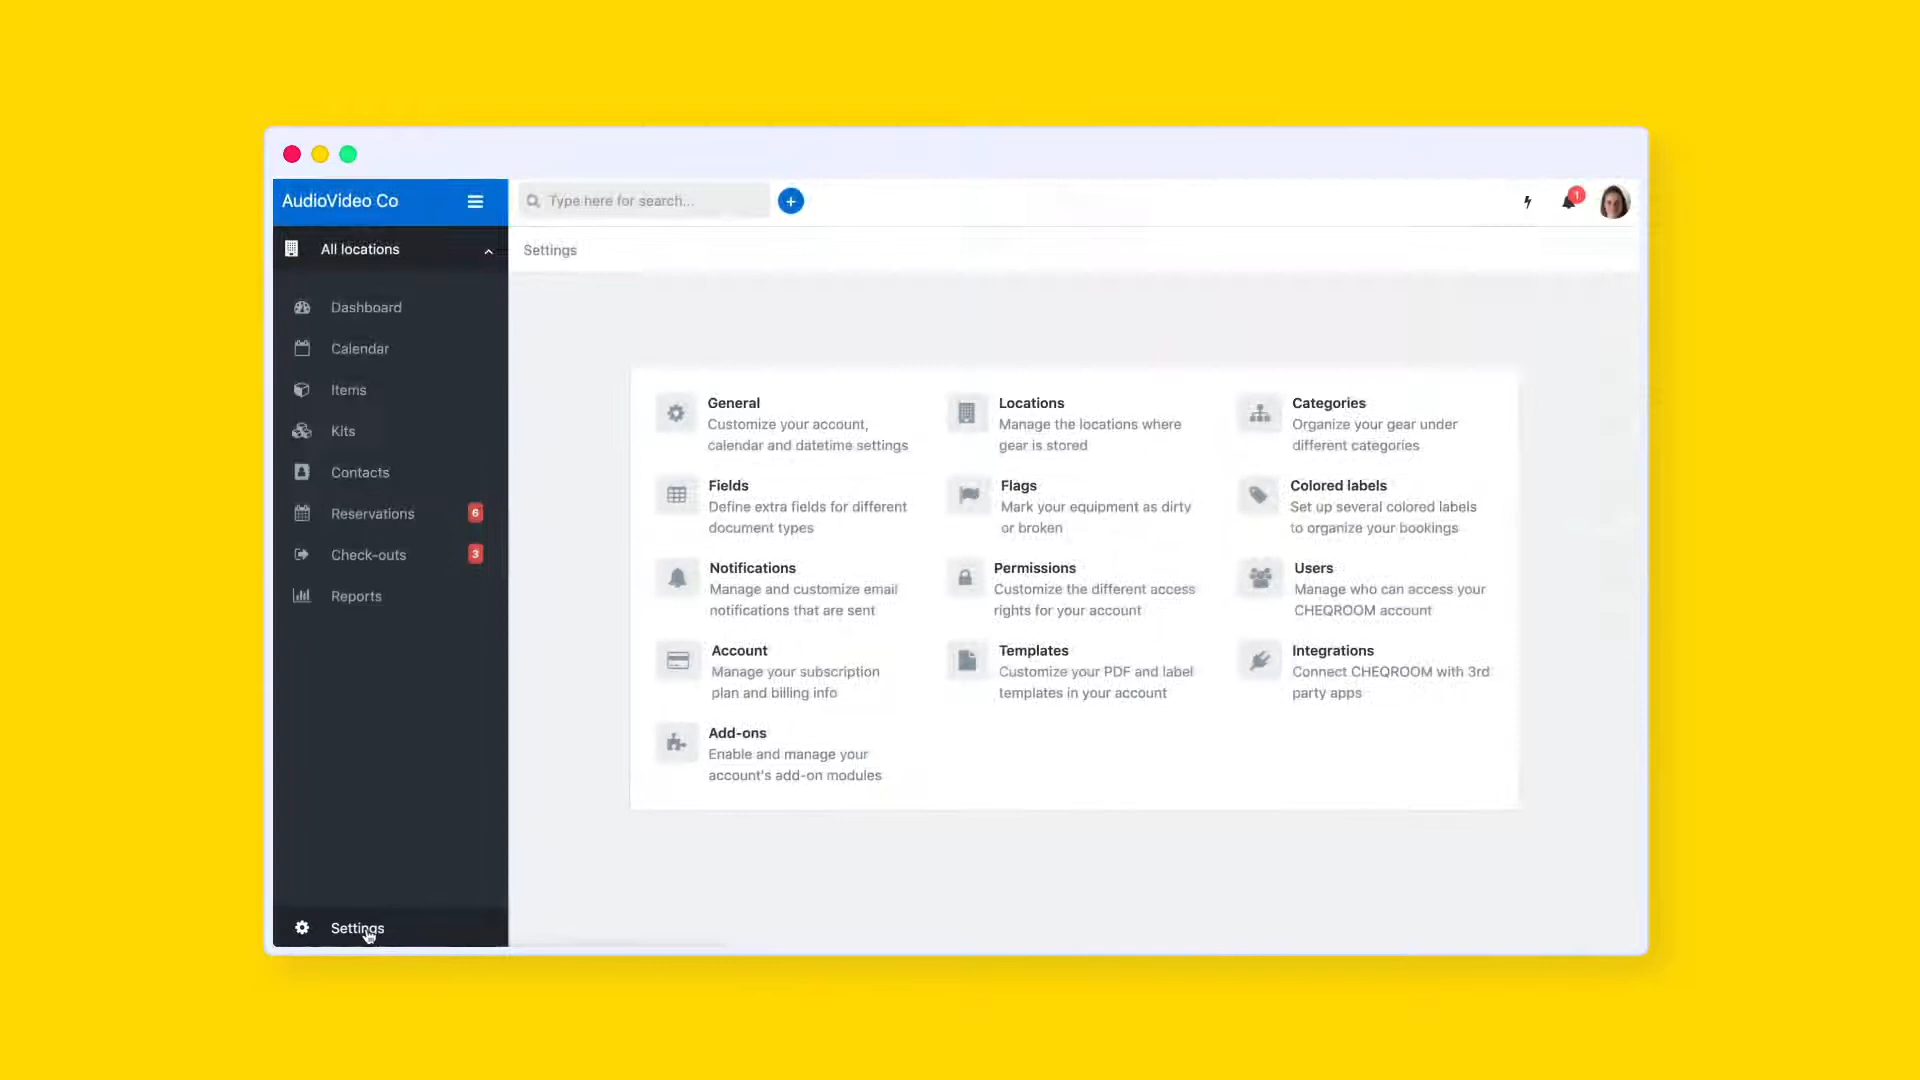 AudioVideo Co
Type here for search...
1
All locations
Settings
Dashboard
Calendar
Items
Kits
Contacts
Reservations
6
Check-outs
3
Reports
Settings
General
Customize your account,
calendar and datetime settings
Locations
Manage the locations where
gear is stored
Categories
Organize your gear under
different categories
Fields
Define extra fields for different
document types
Flags
Mark your equipment as dirty
or broken
Colored labels
Set up several colored labels
to organize your bookings
Notifications
Manage and customize email
notifications that are sent
Permissions
Customize the different access
rights for your account
Users
Manage who can access your
CHEQROOM account
Account
Manage your subscription
plan and billing info
Templates
Customize your PDF and label
templates in your account
Integrations
Connect CHEQROOM with 3rd
party apps
Add-ons
Enable and manage your
account's add-on modules